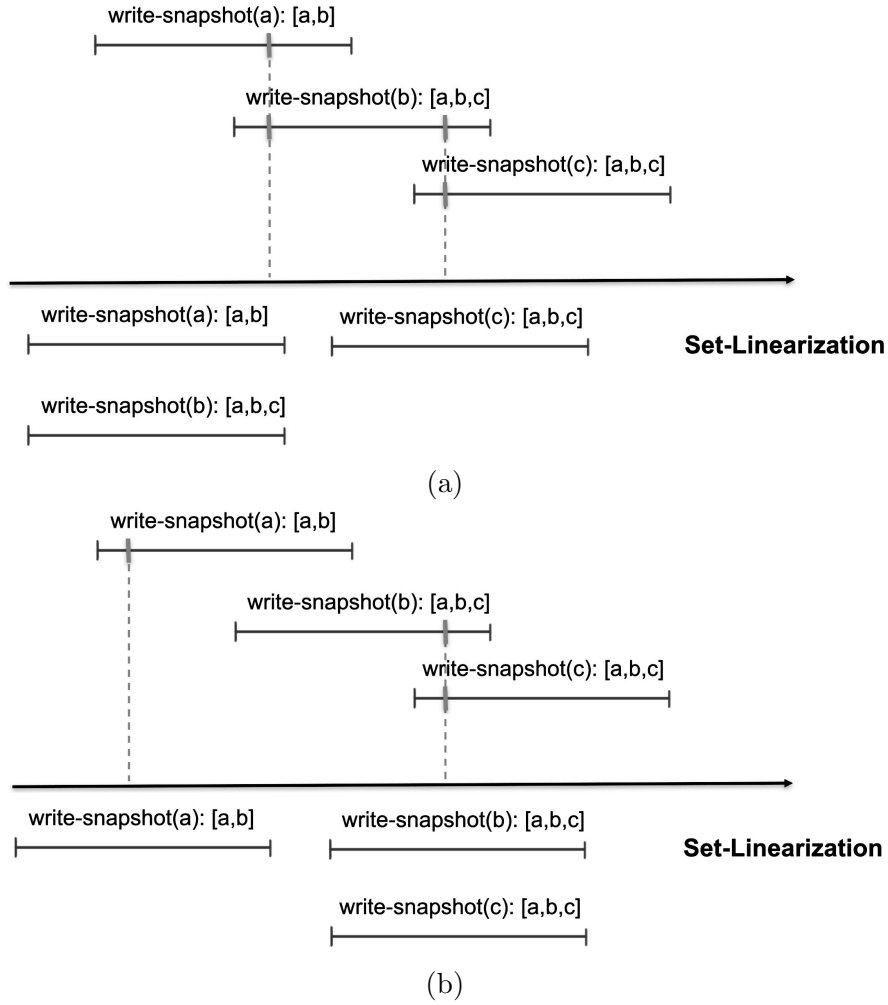 write-snapshot(a): [a,b]
write-snapshot(b): [a,b,c]
write-snapshot(c): [a,b,c]
write-snapshot(a): [a,b]
write-snapshot(c): [a,b,c]
Set-Linearization
write-snapshot(b): [a,b,c]
(a)
write-snapshot(a): [a,b]
write-snapshot(b): [a,b,c]
write-snapshot(c): [a,b,c]
write-snapshot(a): [a,b]
write-snapshot(b): [a,b,c]
Set-Linearization
write-snapshot(c): [a,b,c]
(b)